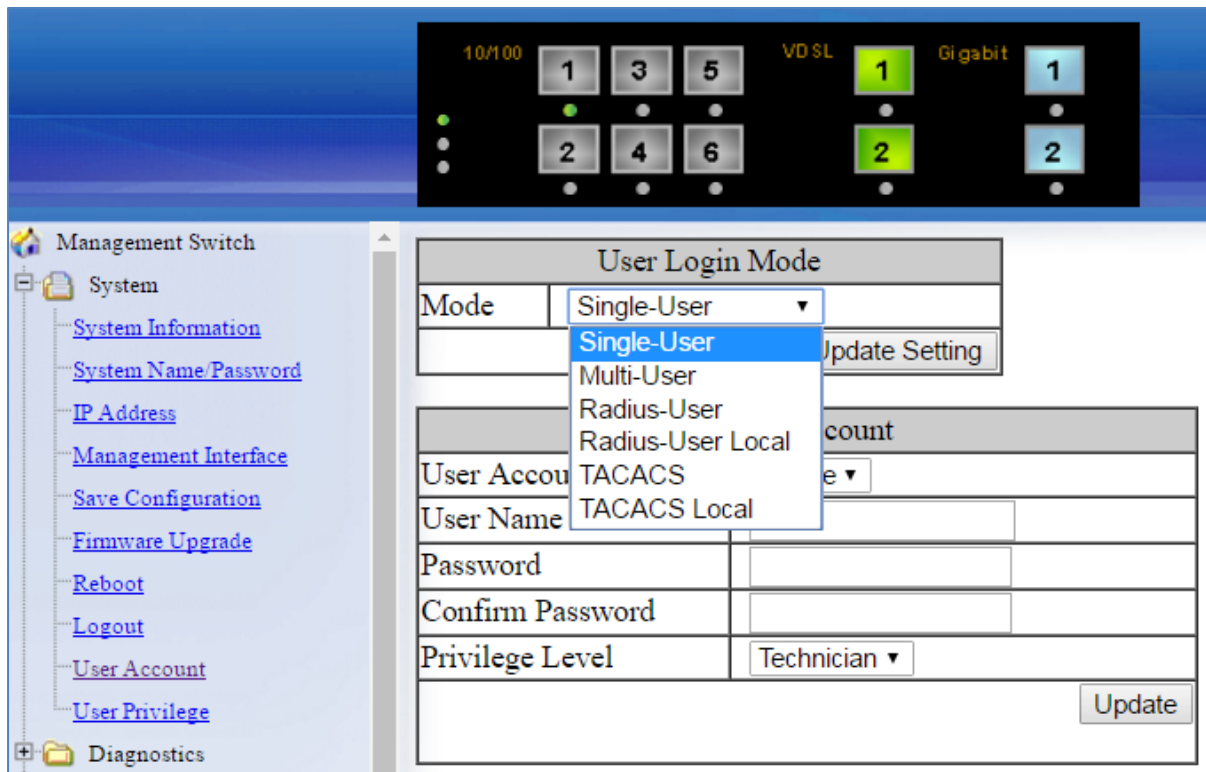 10/100 1 3 5 VDSL 1 Gigabit 1
2 4 6 2 2
Management Switch
System
System Information
System Name/Password
IP Address
Management Interface
Save Configuration
Firmware Upgrade
Reboot
Logout
User Account
User Privilege
Diagnostics
User Login Mode
Mode Single-User
Single-User
Multi-User
Radius-User
Radius-User Local
TACACS
TACACS Local
Update Setting
User Name
Password
Confirm Password
Privilege Level Technician
Update